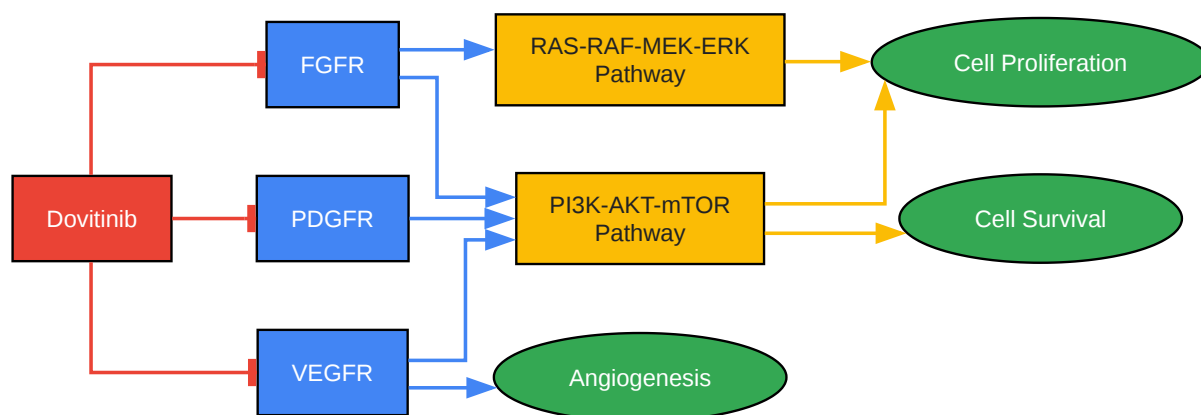 FGFR
RAS-RAF-MEK-ERK
Pathway
Cell Proliferation
Dovitinib
PDGFR
PI3K-AKT-mTOR
Pathway
Cell Survival
VEGFR
Angiogenesis